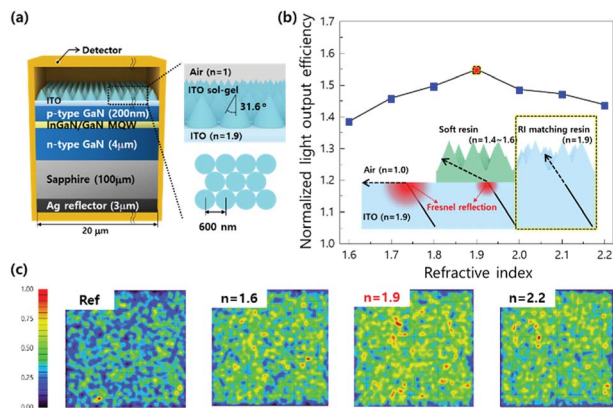 (a)
Detector
Air (n=1)
ITO sol-gel
31.6°
ITO (n=1.9)
ITO
p-type GaN (200nm)
InGaN/GaN MQW
n-type GaN (4μm)
Sapphire (100μm)
Ag reflector (3μm)
20 μm
600 nm
(b)
Normalized light output efficiency
1.7
1.6
1.5
1.4
1.3
1.2
1.1
1.0
Soft resin
(n=1.4~1.6)
RI matching resin
(n=1.9)
Air (n=1.0)
Fresnel reflection
ITO (n=1.9)
1.6 1.7 1.8 1.9 2.0 2.1 2.2
Refractive index
(c)
1.00
0.75
0.50
0.25
0.00
Ref
n=1.6
n=1.9
n=2.2